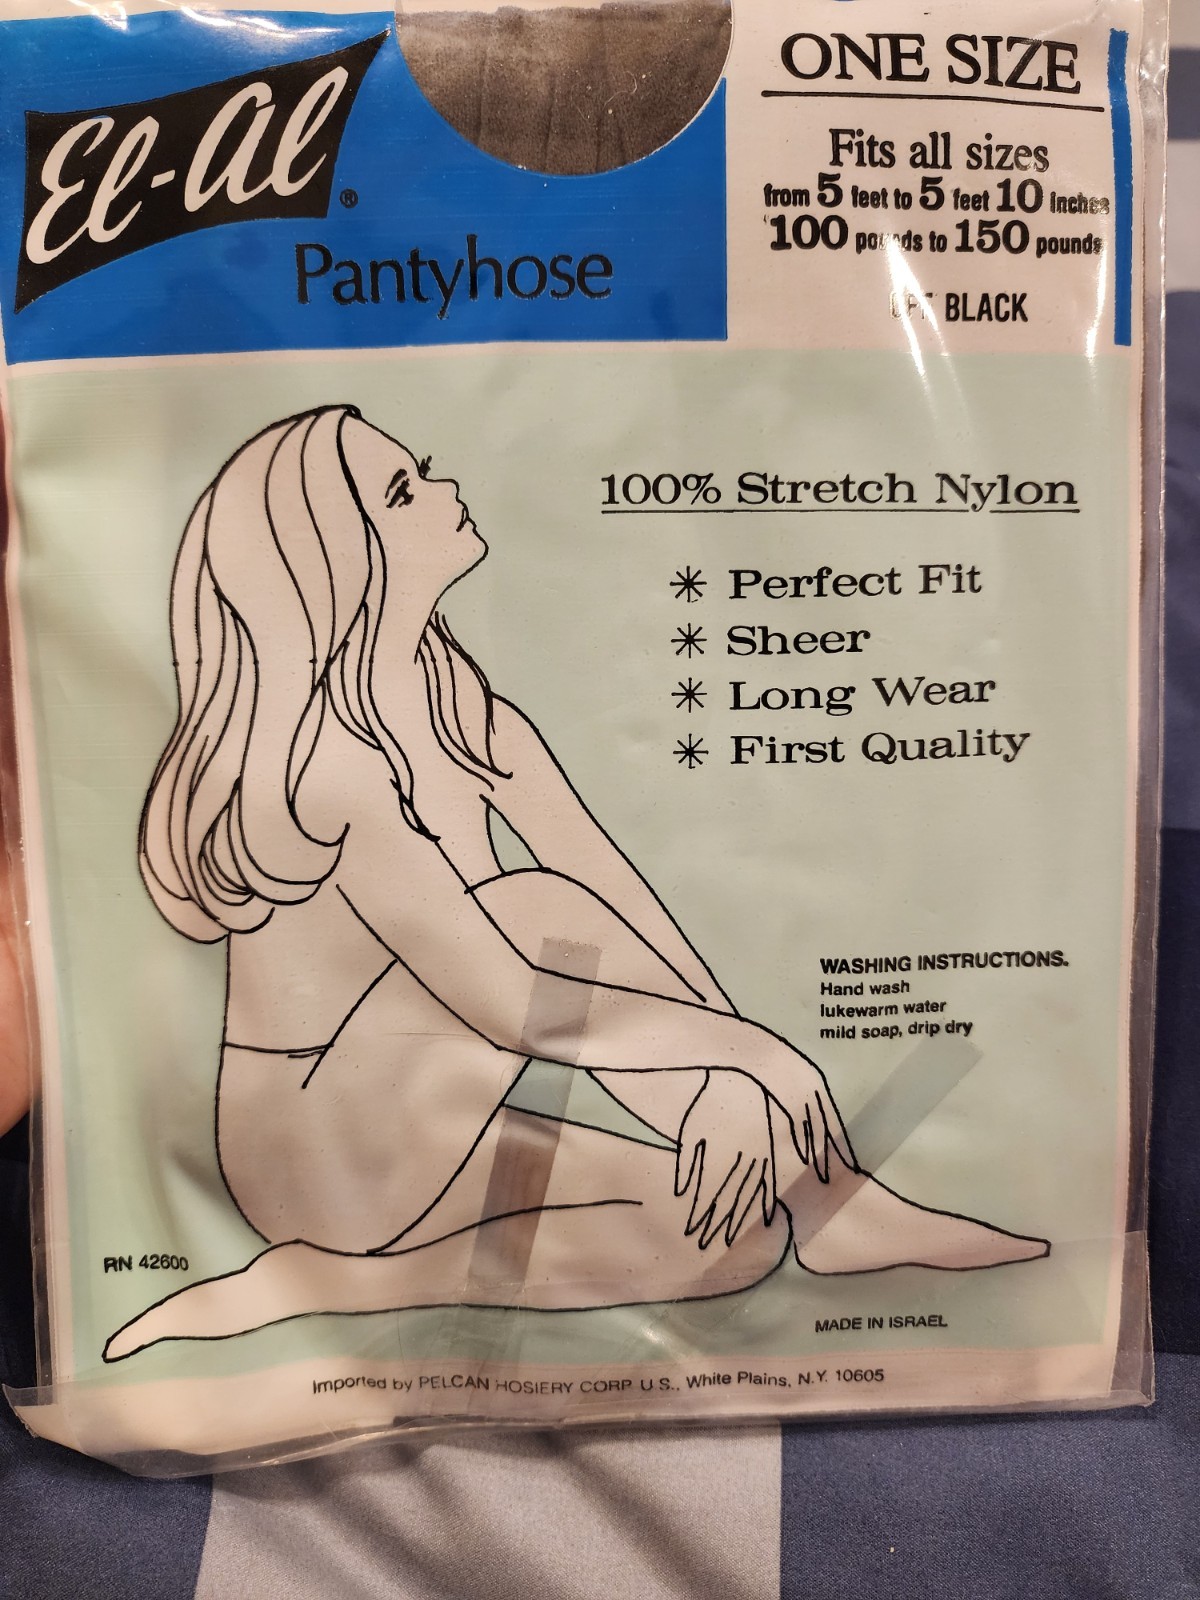 El-Al®
Pantyhose
ONE SIZE
Fits all sizes
from 5 feet to 5 feet 10 inches
100 pounds to 150 pounds
OFF BLACK
100% Stretch Nylon
* Perfect Fit
* Sheer
* Long Wear
* First Quality
WASHING INSTRUCTIONS.
Hand wash
lukewarm water
mild soap, drip dry
RN 42600
MADE IN ISRAEL
Imported by PELCAN HOSIERY CORP U.S., White Plains, N.Y. 10605